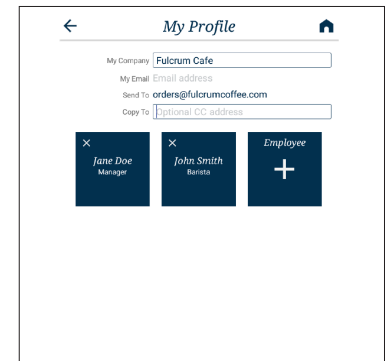 My Profile
My Company Fulcrum Cafe
My Email Email address
Send To orders@fulcrumcoffee.com
Copy To Optional CC address
Jane Doe
Manager
John Smith
Barista
Employee